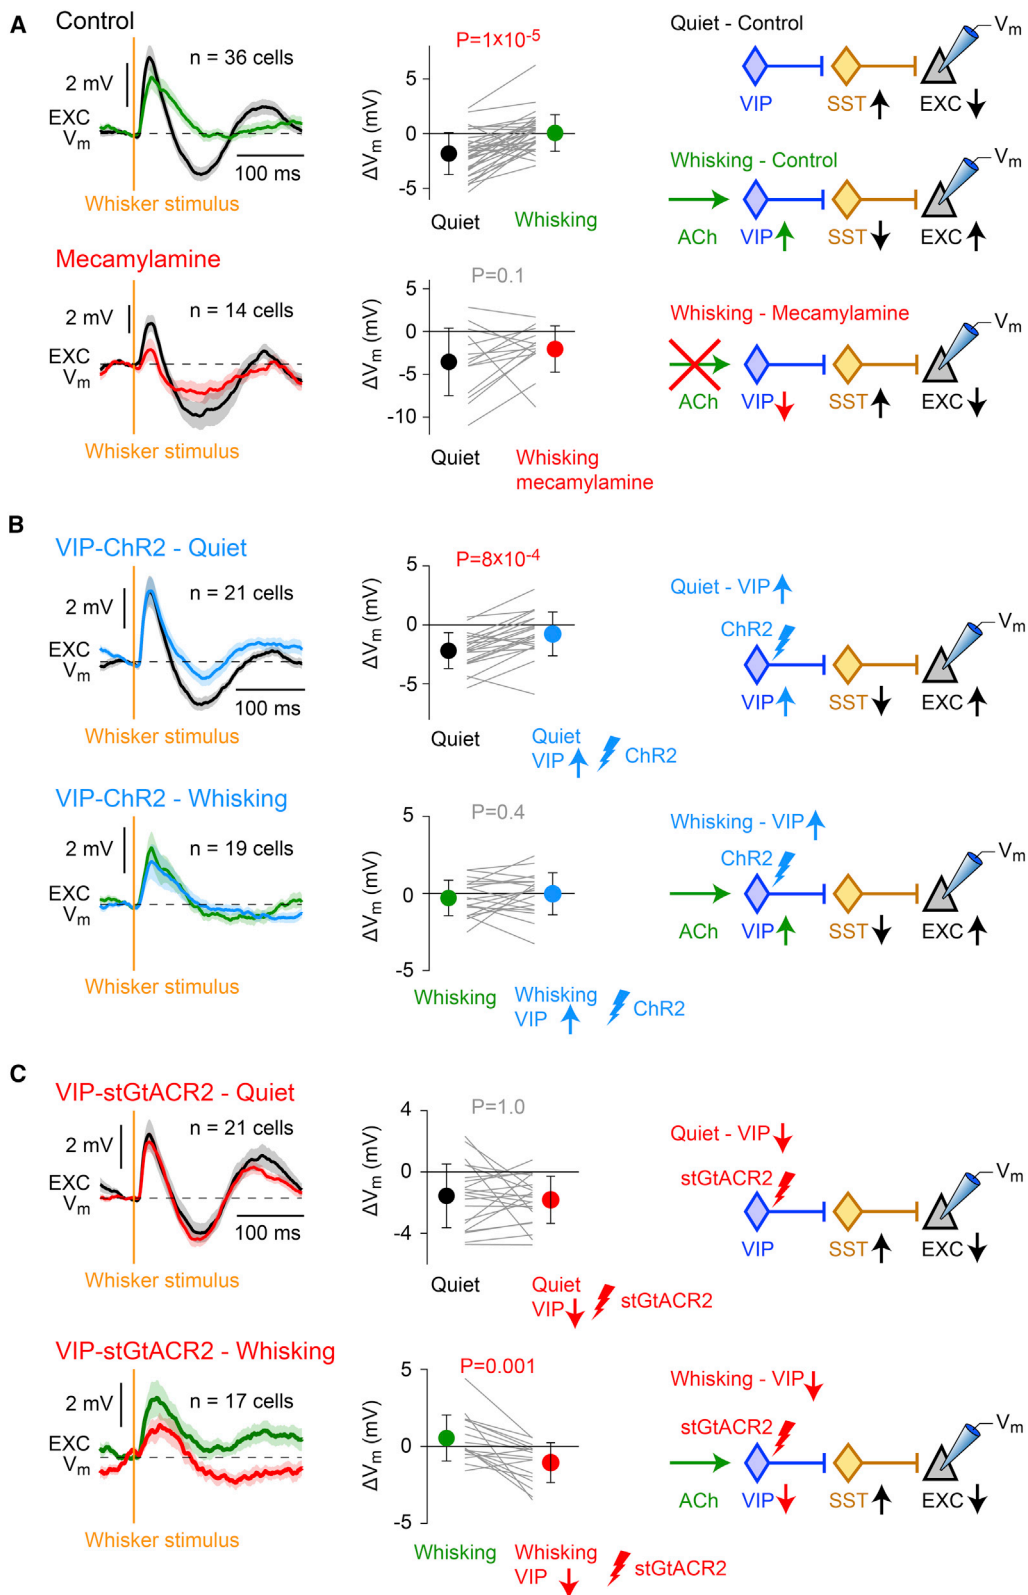 A
Control
n = 36 cells
2 mV
EXC
Vm
100 ms
Whisker stimulus
P=1x10-5
5
0
-5
ΔVm (mV)
Quiet
Whisking
Quiet - Control
Vm
VIP
SST
EXC
Whisking - Control
Vm
ACh
VIP
SST
EXC
Mecamylamine
n = 14 cells
2 mV
EXC
Vm
Whisker stimulus
P=0.1
5
0
-5
-10
ΔVm (mV)
Quiet
Whisking
mecamylamine
Whisking - Mecamylamine
Vm
ACh
VIP
SST
EXC
B
VIP-ChR2 - Quiet
n = 21 cells
2 mV
EXC
Vm
100 ms
Whisker stimulus
P=8x10-4
5
0
-5
ΔVm (mV)
Quiet
Quiet
VIP
ChR2
Quiet - VIP
ChR2
Vm
VIP
SST
EXC
VIP-ChR2 - Whisking
n = 19 cells
2 mV
EXC
Vm
Whisker stimulus
P=0.4
5
0
-5
ΔVm (mV)
Whisking
Whisking
VIP
ChR2
Whisking - VIP
ChR2
Vm
ACh
VIP
SST
EXC
C
VIP-stGtACR2 - Quiet
n = 21 cells
2 mV
EXC
Vm
100 ms
Whisker stimulus
P=1.0
4
0
-4
ΔVm (mV)
Quiet
Quiet
VIP
stGtACR2
Quiet - VIP
stGtACR2
Vm
VIP
SST
EXC
VIP-stGtACR2 - Whisking
n = 17 cells
2 mV
EXC
Vm
Whisker stimulus
P=0.001
5
0
-5
ΔVm (mV)
Whisking
Whisking
VIP
stGtACR2
Whisking - VIP
stGtACR2
Vm
ACh
VIP
SST
EXC